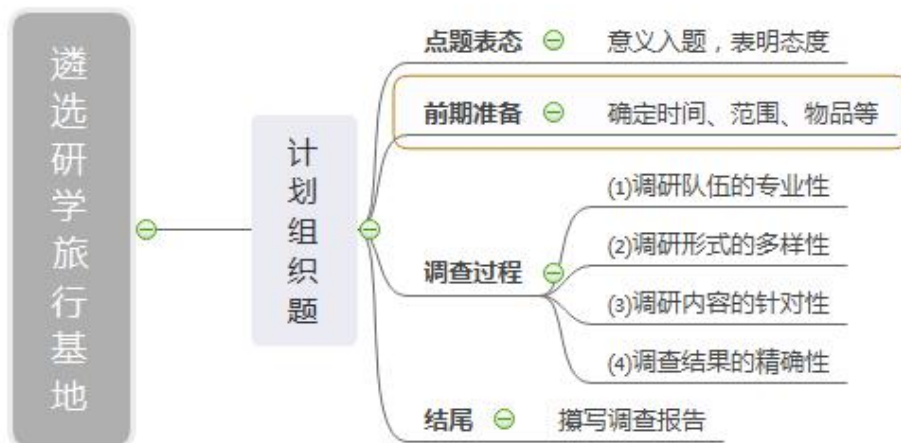 遴选研学旅行基地
计划组织题
点题表态 意义入题，表明态度
前期准备 确定时间、范围、物品等
调查过程
(1)调研队伍的专业性
(2)调研形式的多样性
(3)调研内容的针对性
(4)调查结果的精确性
结尾 撰写调查报告